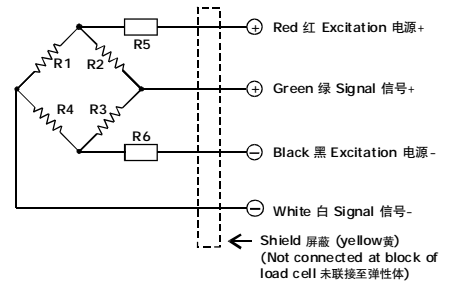 R5
Red 红 Excitation 电源+
R1
R2
Green 绿 Signal 信号+
R4
R3
R6
Black 黑 Excitation 电源-
White 白 Signal 信号-
Shield 屏蔽 (yellow黄)
(Not connected at block of
load cell 未联接至弹性体)